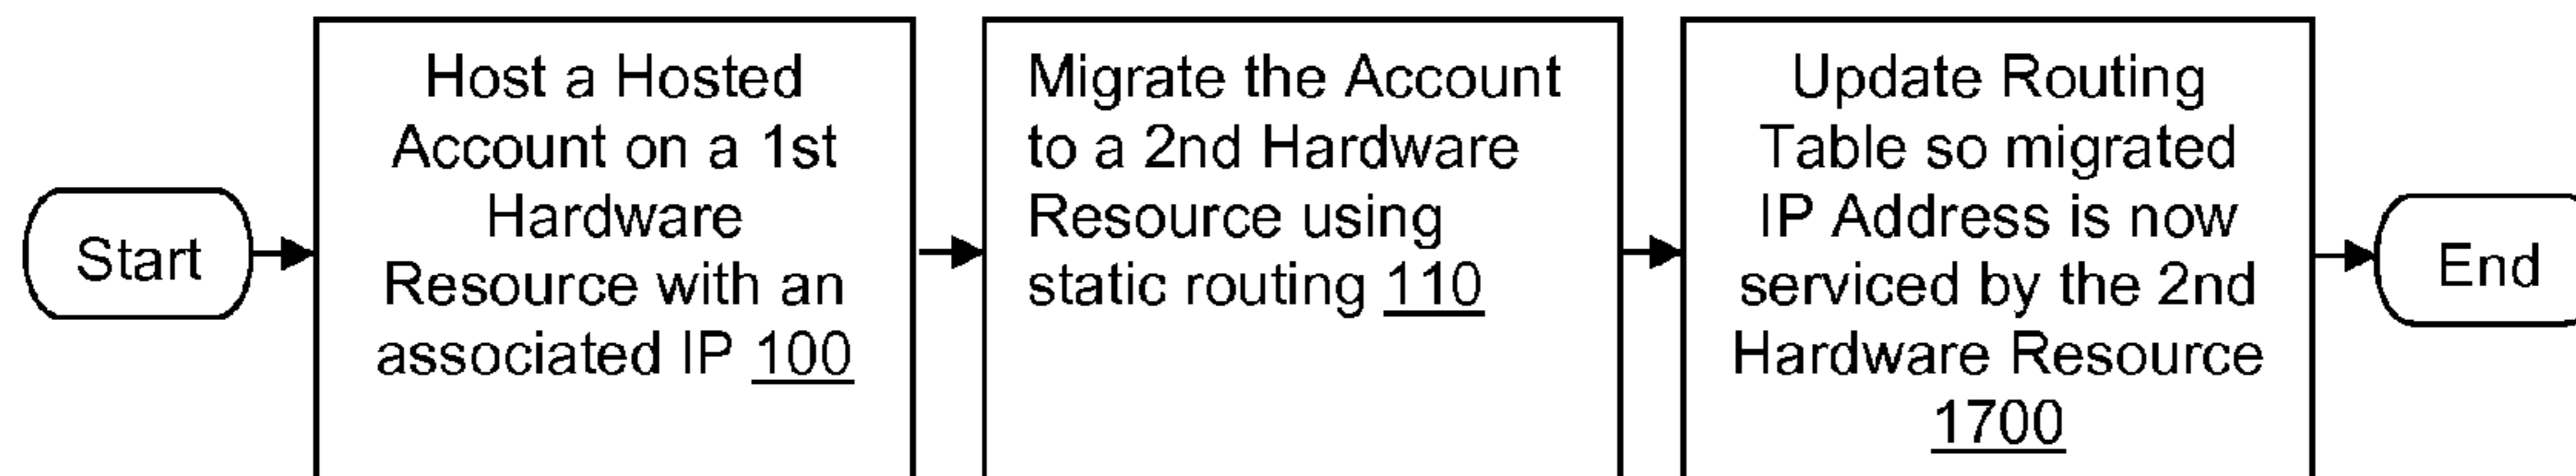 Start
Host a Hosted
Account on a 1st
Hardware
Resource with an
associated IP 100
Migrate the Account
to a 2nd Hardware
Resource using
static routing 110
Update Routing
Table so migrated
IP Address is now
serviced by the 2nd
Hardware Resource
1700
End